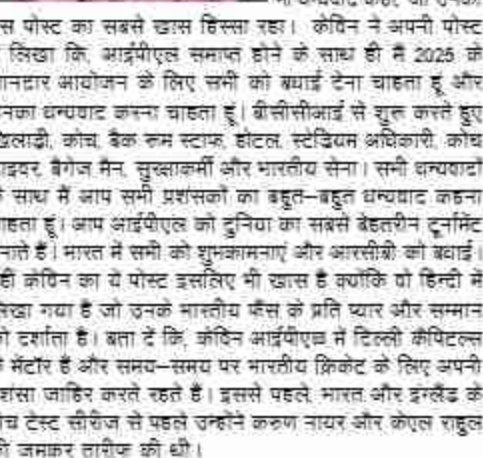 स पोस्ट का सबसे खास हिस्सा रहा। केविन ने अपनी पोस्ट
लिखा कि, आईपीएल समाप्त होने के साथ ही मैं 2025 के
ानदार आयोजन के लिए सभी को बधाई देना चाहता हूं और
नका धन्यवाद करना चाहता हूं। बीसीसीआई से शुरू करते हुए
खेलाड़ी, कोच, बैक रूम स्टाफ, होटल, स्टेडियम अधिकारी, कोच
ाइवर, बैगेज मैन, सुरक्षाकर्मी और भारतीय सेना। सभी धन्यवादों
साथ मैं आप सभी प्रशंसकों का बहुत–बहुत धन्यवाद कहना
ाहता हूं। आप आईपीएल को दुनिया का सबसे बेहतरीन टूर्नामेंट
नाते हैं। भारत में सभी को शुभकामनाएं और आरसीबी को बधाई।
हीं केविन का ये पोस्ट इसलिए भी खास है क्योंकि वो हिन्दी में
लेखा गया है जो उनके भारतीय फैंस के प्रति प्यार और सम्मान
ो दर्शाता है। बता दें कि, केविन आईपीएल में दिल्ली कैपिटल्स
मेंटॉर हैं और समय–समय पर भारतीय क्रिकेट के लिए अपनी
शंसा जाहिर करते रहते हैं। इससे पहले, भारत और इंग्लैंड के
ीच टेस्ट सीरीज से पहले उन्होंने करुण नायर और केएल राहुल
ी जमकर तारीफ की थी।